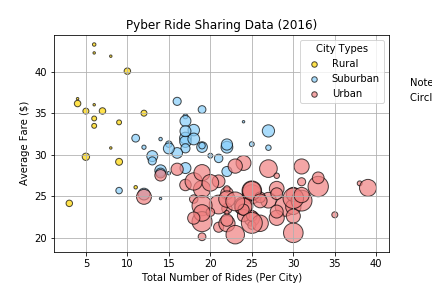 Pyber Ride Sharing Data (2016)
City Types
Rural
Suburban
Urban
Note
Circl
Average Fare ($)
40
35
30
25
20
5 10 15 20 25 30 35 40
Total Number of Rides (Per City)